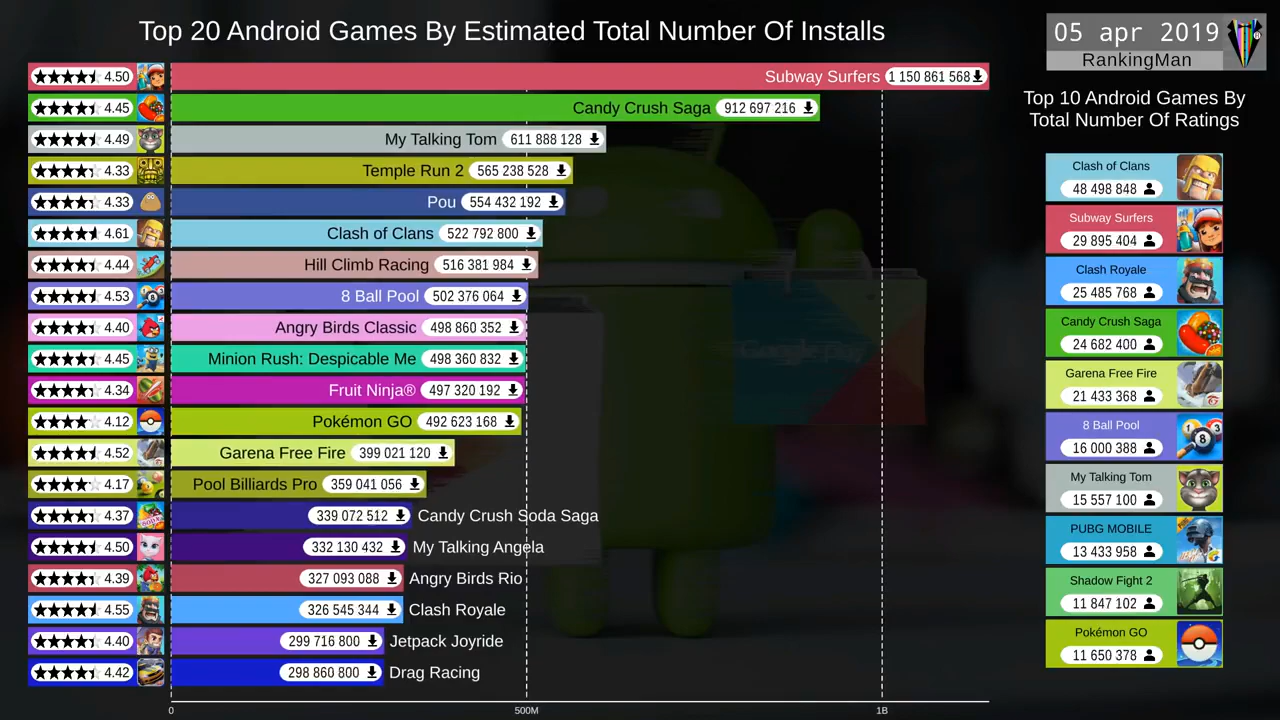 Top 20 Android Games By Estimated Total Number Of Installs
05 apr 2019
RankingMan
4.50 Subway Surfers 1 150 861 568
4.45 Candy Crush Saga 912 697 216
4.49 My Talking Tom 611 888 128
4.33 Temple Run 2 565 238 528
4.33 Pou 554 432 192
4.61 Clash of Clans 522 792 800
4.44 Hill Climb Racing 516 381 984
4.53 8 Ball Pool 502 376 064
4.40 Angry Birds Classic 498 860 352
4.45 Minion Rush: Despicable Me 498 360 832
4.34 Fruit Ninja® 497 320 192
4.12 Pokémon GO 492 623 168
4.52 Garena Free Fire 399 021 120
4.17 Pool Billiards Pro 359 041 056
4.37 339 072 512 Candy Crush Soda Saga
4.50 332 130 432 My Talking Angela
4.39 327 093 088 Angry Birds Rio
4.55 326 545 344 Clash Royale
4.40 299 716 800 Jetpack Joyride
4.42 298 860 800 Drag Racing
0 500M 1B
Top 10 Android Games By
Total Number Of Ratings
Clash of Clans
48 498 848
Subway Surfers
29 895 404
Clash Royale
25 485 768
Candy Crush Saga
24 682 400
Garena Free Fire
21 433 368
8 Ball Pool
16 000 388
My Talking Tom
15 557 100
PUBG MOBILE
13 433 958
Shadow Fight 2
11 847 102
Pokémon GO
11 650 378